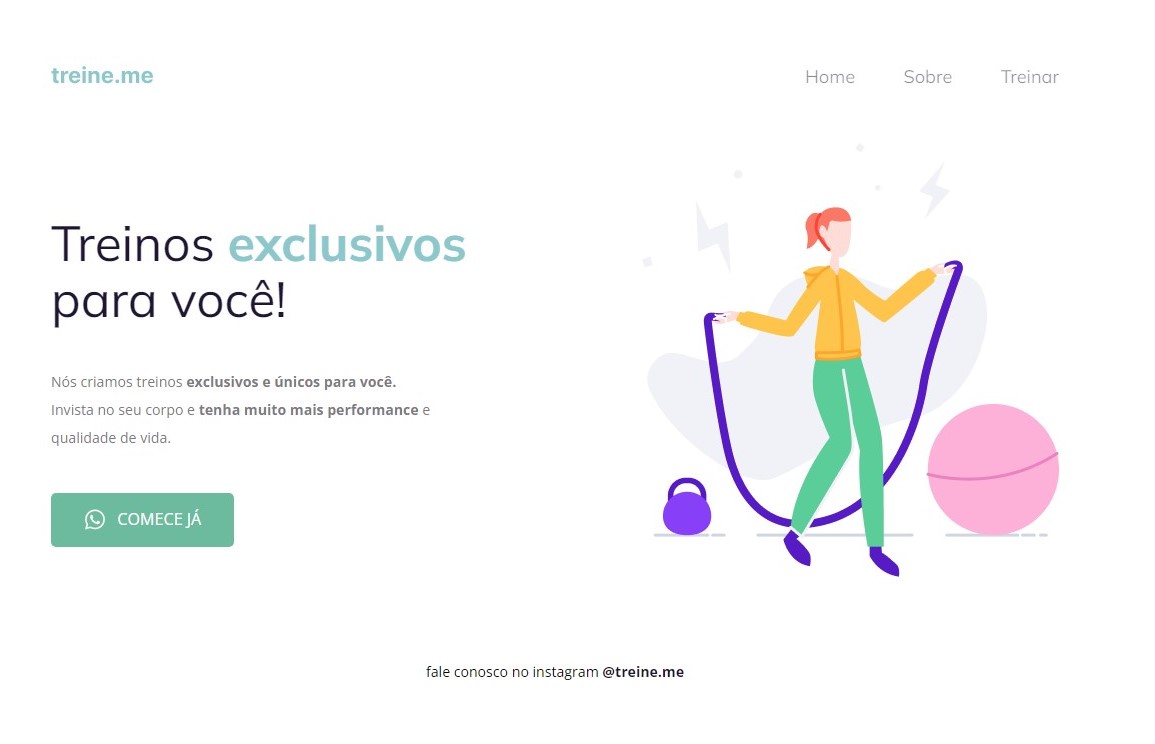 treine.me
Home
Sobre
Treinar
Treinos exclusivos
para você!
Nós criamos treinos exclusivos e únicos para você.
Invista no seu corpo e tenha muito mais performance e
qualidade de vida.
COMECE JÁ
fale conosco no instagram @treine.me